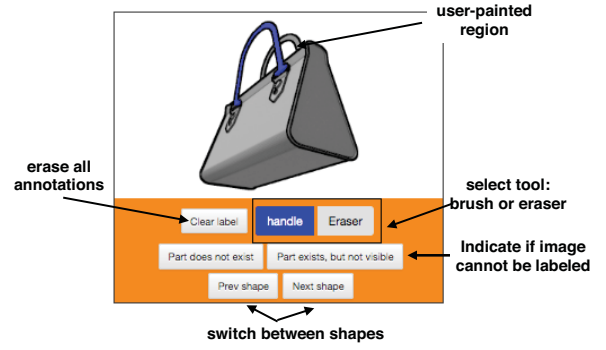 user-painted
region
erase all
annotations
Clear label
handle
Eraser
select tool:
brush or eraser
Part does not exist
Part exists, but not visible
Indicate if image
cannot be labeled
Prev shape
Next shape
switch between shapes